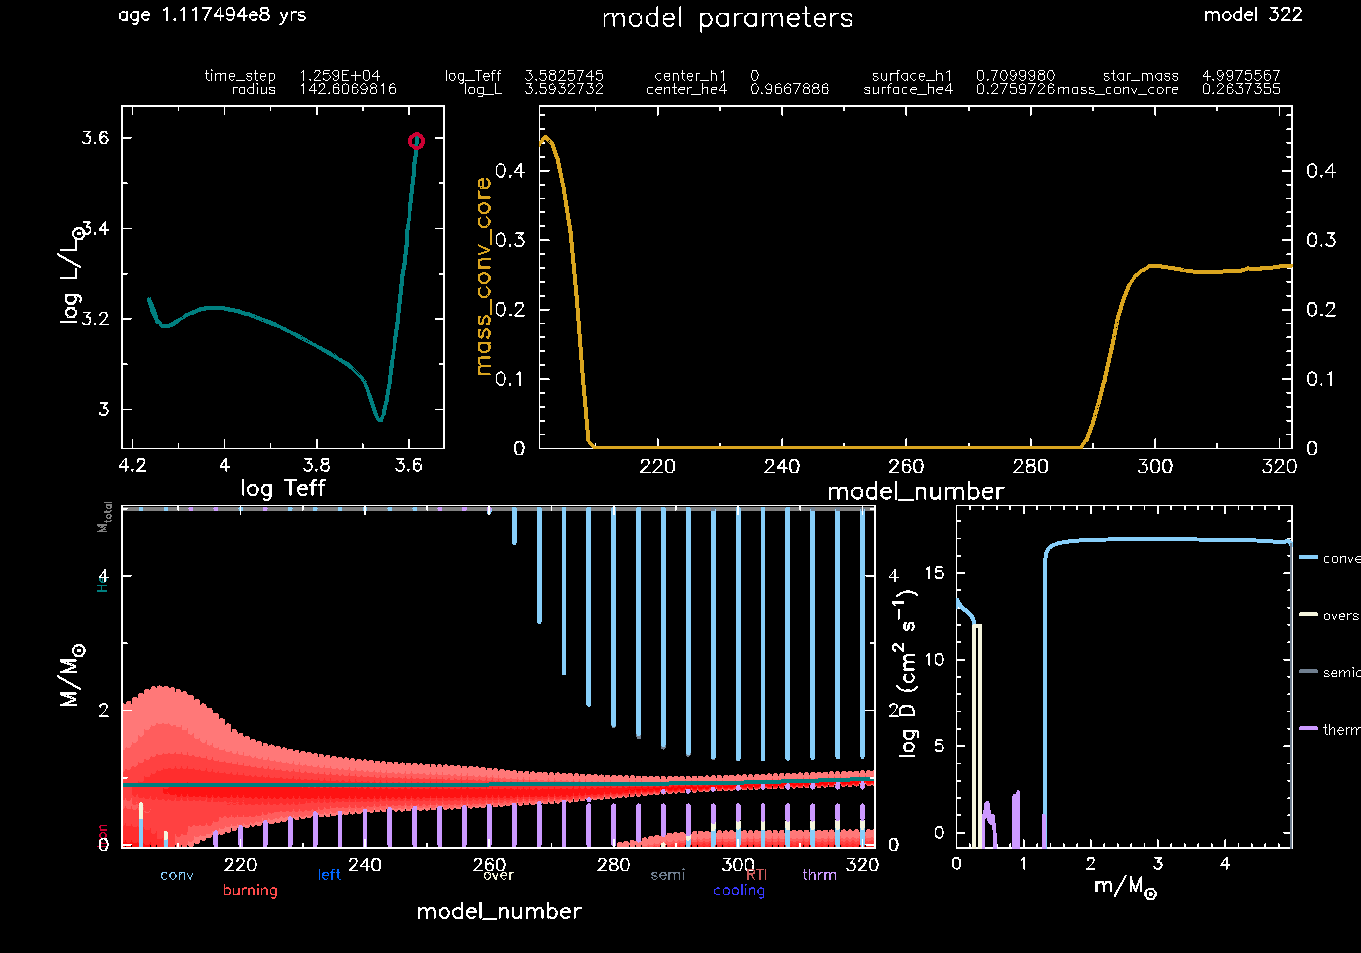 age 1.117494e8 yrs
model parameters
model 322
time_step 1.259E+04 log_Teff 3.5825745 center_h1 0 surface_h1 0.7099980 star_mass 4.9975567
radius 142.6069816 log_L 3.5932732 center_he4 0.9667886 surface_he4 0.2759726 mass_conv_core 0.2637355
3.6
3.4
3.2
3
log L/L⊙
4.2 4 3.8 3.6
log Teff
mass_conv_core
0.4
0.3
0.2
0.1
0
0.4
0.3
0.2
0.1
0
220 240 260 280 300 320
model_number
Mtotal
He
M/M⊙
4
2
0
4
2
0
220 240 260 280 300 320
conv left over semi RTI thrm
burning cooling
model_number
log D (cm² s⁻¹)
15
10
5
0
0 1 2 3 4
m/M⊙
conve
overs
semic
therm